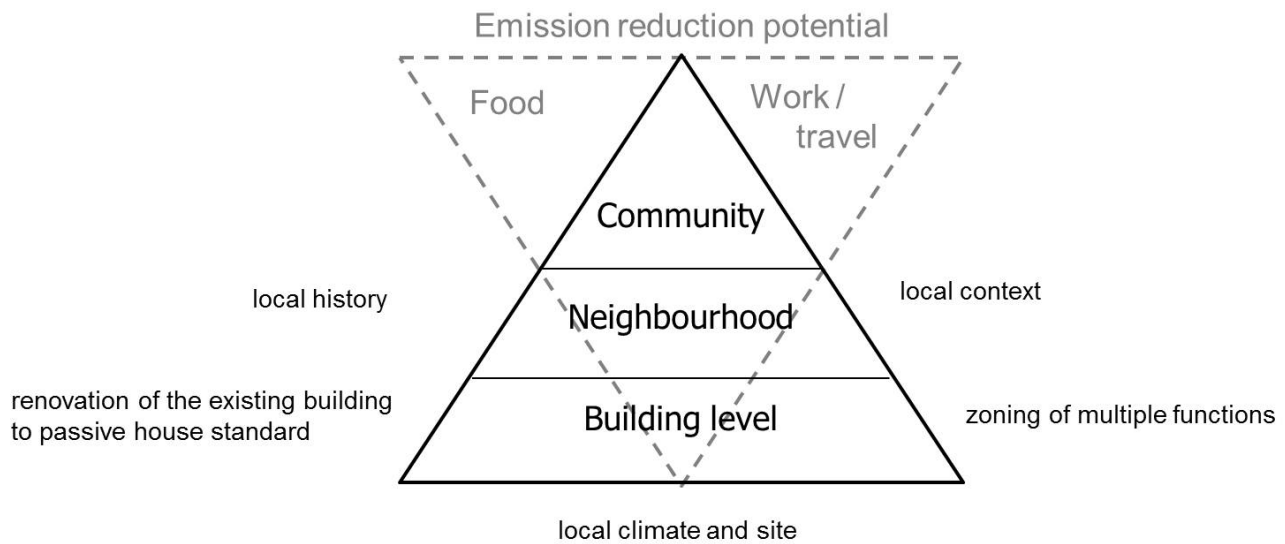 Emission reduction potential
Food
Work /
travel
Community
local history
local context
Neighbourhood
renovation of the existing building
to passive house standard
Building level
zoning of multiple functions
local climate and site